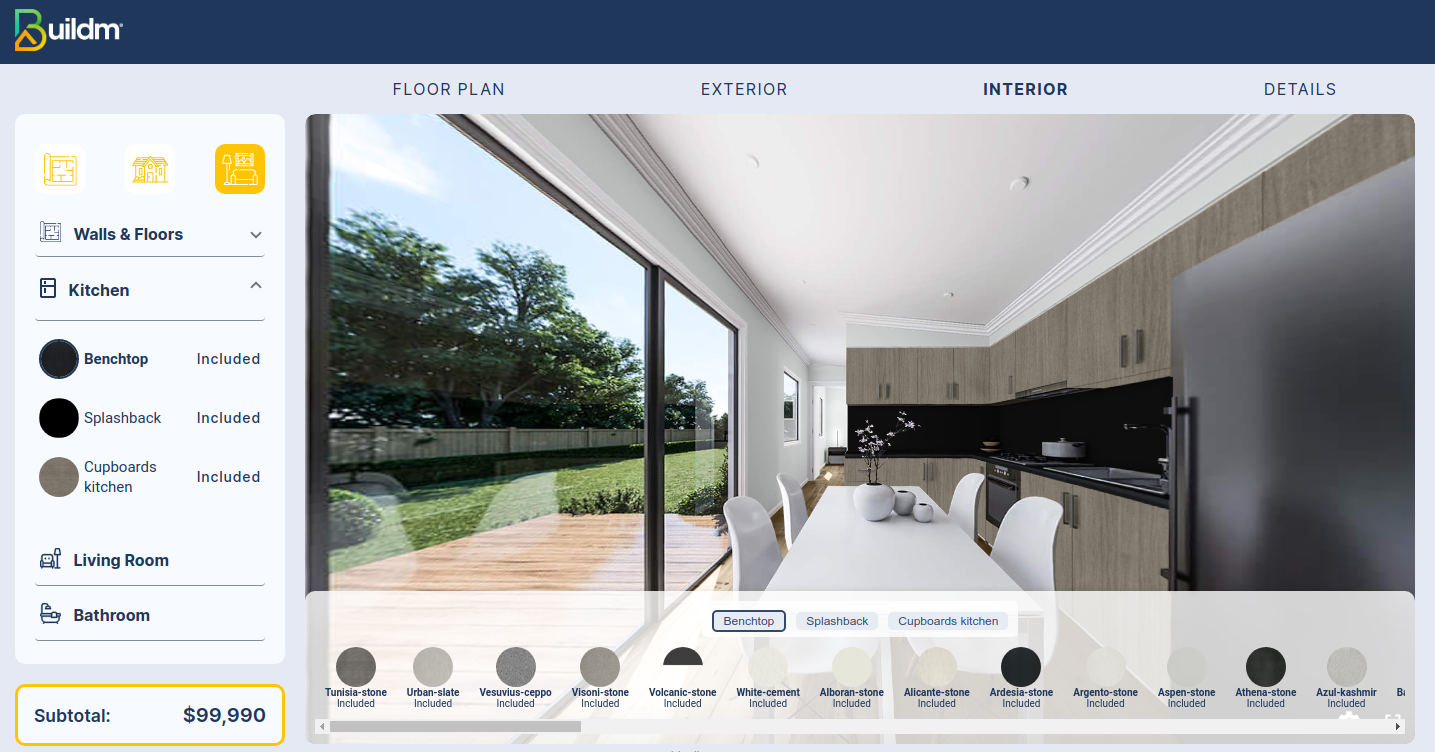 Buildm
FLOOR PLAN
EXTERIOR
INTERIOR
DETAILS
Walls & Floors
Kitchen
Benchtop Included
Splashback Included
Cupboards
kitchen
Included
Living Room
Bathroom
Subtotal: $99,990
Benchtop Splashback Cupboards kitchen
Tunisia-stone
Included
Urban-slate
Included
Vesuvius-ceppo
Included
Visoni-stone
Included
Volcanic-stone
Included
White-cement
Included
Alboran-stone
Included
Alicante-stone
Included
Ardesia-stone
Included
Argento-stone
Included
Aspen-stone
Included
Athena-stone
Included
Azul-kashmir
Included